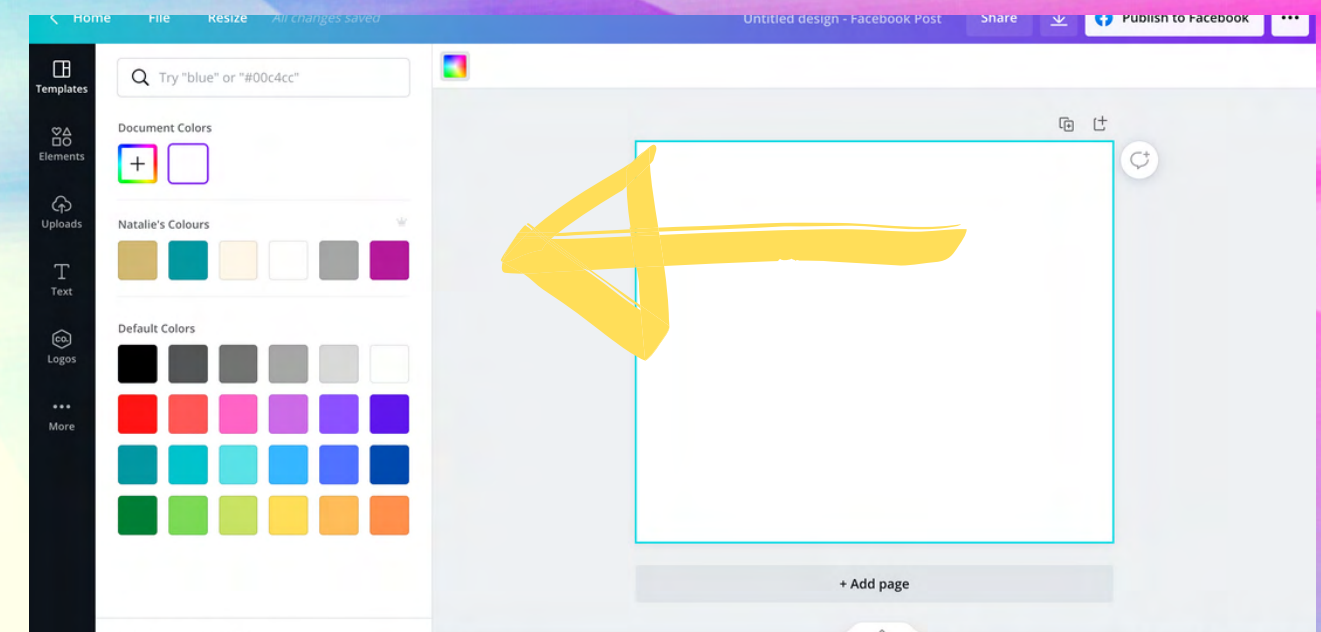 Home File Resize All changes saved Untitled design - Facebook Post Share Publish to Facebook
Templates
Try "blue" or "#00c4cc"
Document Colors
Elements
Uploads
Natalie's Colours
Text
Default Colors
CO.
Logos
More
+ Add page